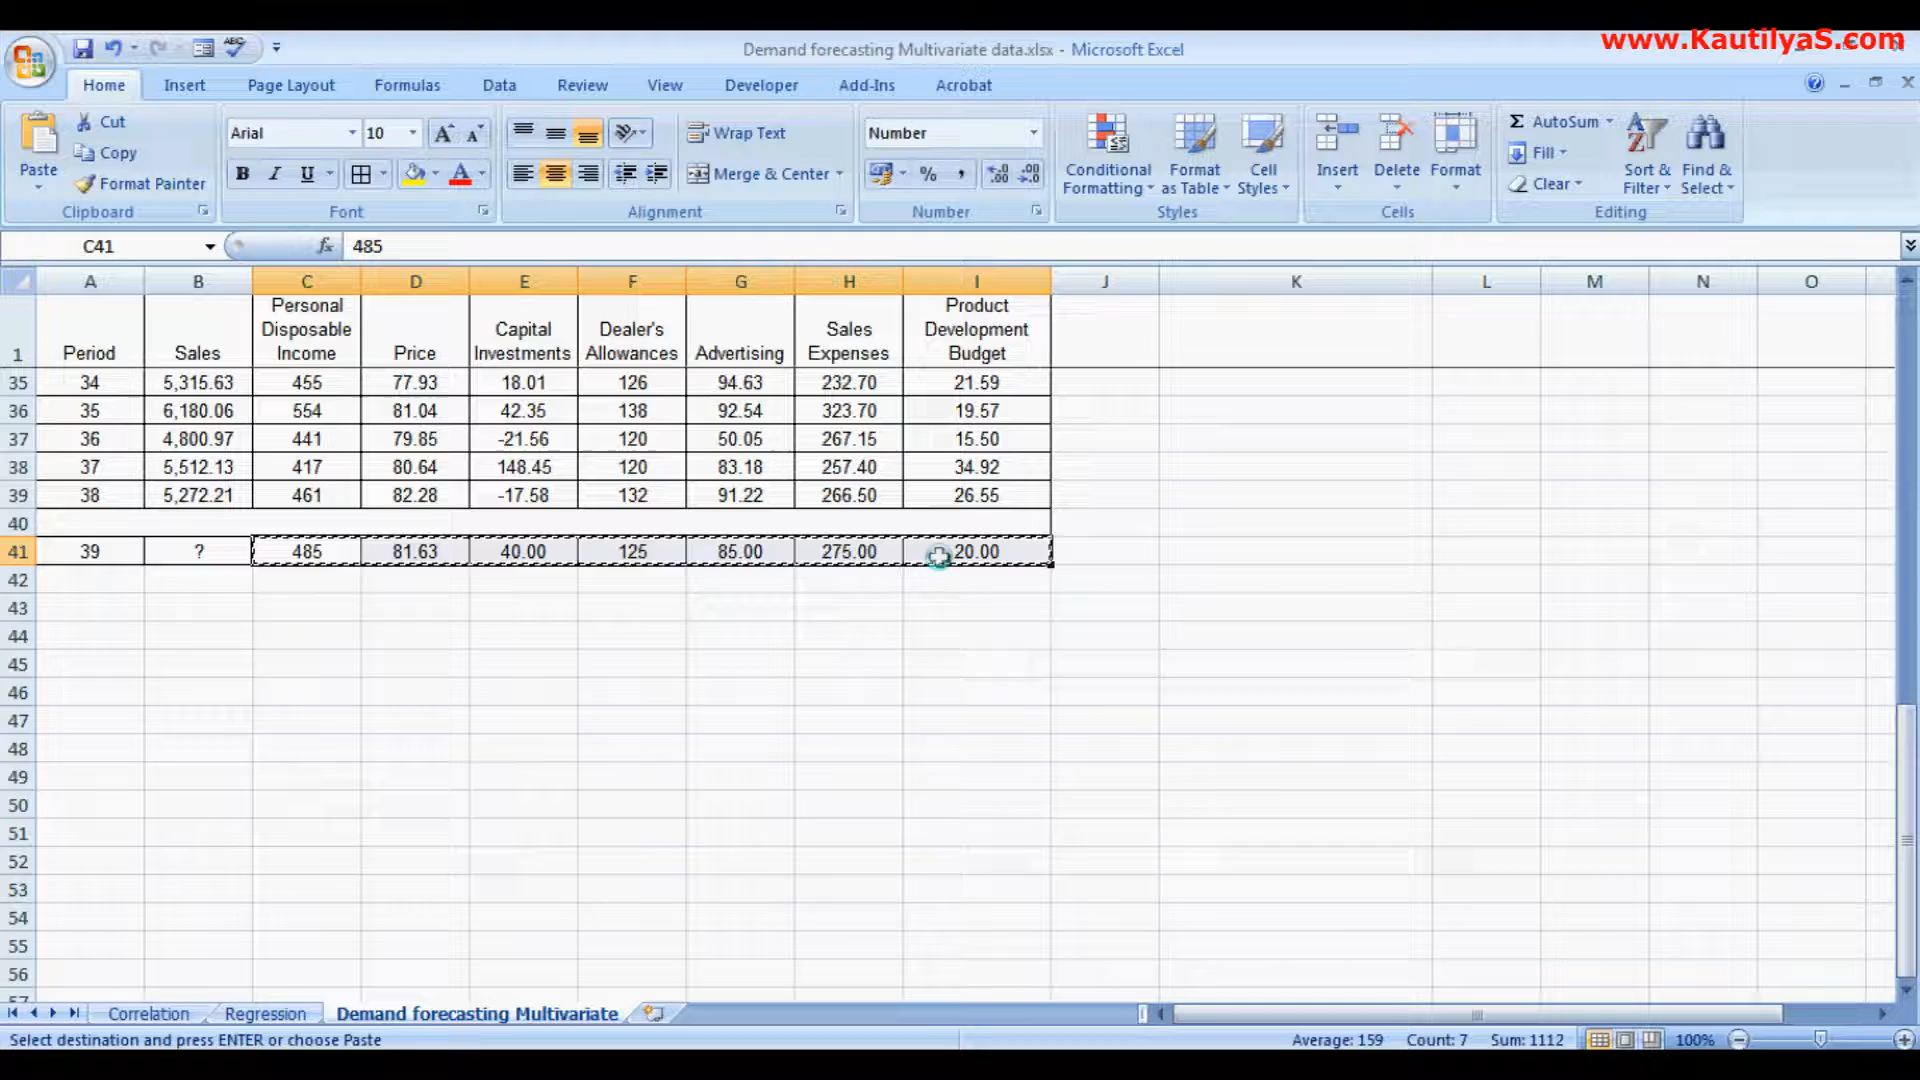 www.KautilyaS.com
Demand forecasting Multivariate data.xlsx - Microsoft Excel
Home Insert Page Layout Formulas Data Review View Developer Add-Ins Acrobat
Paste
Cut
Copy
Format Painter
Clipboard
Arial 10
B I U
Font
Wrap Text
Merge & Center
Alignment
Number
%
Number
Conditional Formatting
Format as Table
Cell Styles
Styles
Insert Delete Format
Cells
AutoSum
Fill
Clear
Sort & Filter
Find & Select
Editing
C41 fx 485
A B C D E F G H I J K L M N O
1 Period Sales Personal Disposable Income Price Capital Investments Dealer's Allowances Advertising Sales Expenses Product Development Budget
35 34 5,315.63 455 77.93 18.01 126 94.63 232.70 21.59
36 35 6,180.06 554 81.04 42.35 138 92.54 323.70 19.57
37 36 4,800.97 441 79.85 -21.56 120 50.05 267.15 15.50
38 37 5,512.13 417 80.64 148.45 120 83.18 257.40 34.92
39 38 5,272.21 461 82.28 -17.58 132 91.22 266.50 26.55
40
41 39 ? 485 81.63 40.00 125 85.00 275.00 20.00
42
43
44
45
46
47
48
49
50
51
52
53
54
55
56
57
Correlation Regression Demand forecasting Multivariate
Select destination and press ENTER or choose Paste Average: 159 Count: 7 Sum: 1112 100%